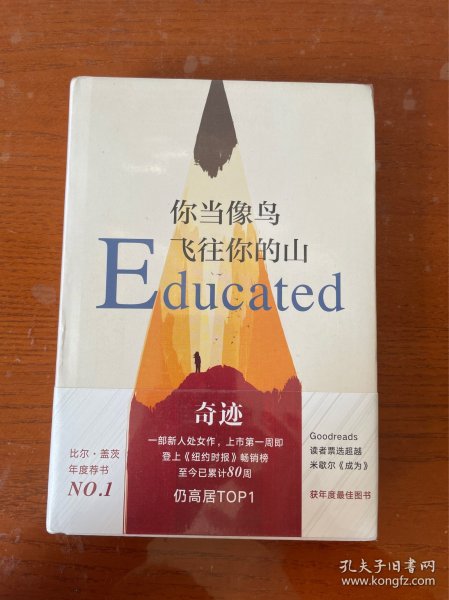 你当像鸟
飞往你的山
Educated
奇迹
一部新人处女作，上市第一周即
登上《纽约时报》畅销榜
至今已累计80周
仍高居TOP1
比尔·盖茨
年度荐书
NO.1
Goodreads
读者票选超越
米歇尔《成为》
获年度最佳图书
孔夫子旧书网
www.kongfz.com